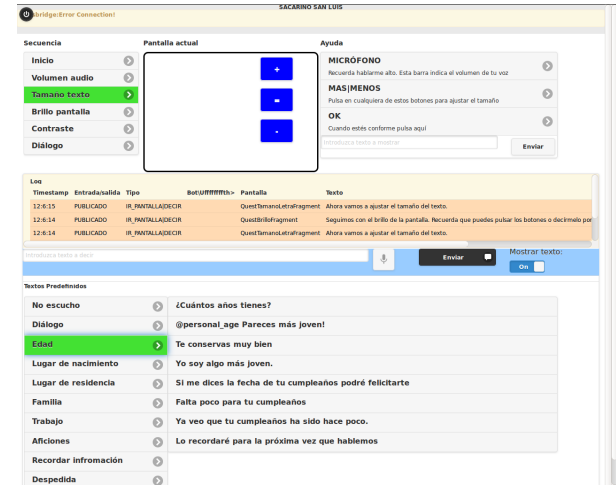 SACARINO SAN LUIS
bridge:Error Connection!
Secuencia
Inicio
Volumen audio
Tamaño texto
Brillo pantalla
Contraste
Diálogo
Pantalla actual
+
=
-
Ayuda
MICRÓFONO
Recuerda hablarme alto. Esta barra indica el volumen de tu voz
MAS|MENOS
Pulsa en cualquiera de estos botones para ajustar el tamaño
OK
Cuando estés conforme pulsa aquí
Introduzca texto a mostrar
Enviar
Log
Timestamp Entrada/salida Tipo Pantalla Texto
12:6:15 PUBLICADO IR_PANTALLA|DECIR QuestTamanoLetraFragment Ahora vamos a ajustar el tamaño del texto.
12:6:14 PUBLICADO IR_PANTALLA|DECIR QuestBrilloFragment Seguimos con el brillo de la pantalla. Recuerda que puedes pulsar los botones o decírmelo por
12:6:14 PUBLICADO IR_PANTALLA|DECIR QuestTamanoLetraFragment Ahora vamos a ajustar el tamaño del texto.
Introduzca texto a decir
Enviar
Mostrar texto:
On
Textos Predefinidos
No escucho
Diálogo
Edad
Lugar de nacimiento
Lugar de residencia
Familia
Trabajo
Aficiones
Recordar infromación
Despedida
¿Cuántos años tienes?
@personal_age Pareces más joven!
Te conservas muy bien
Yo soy algo más joven.
Si me dices la fecha de tu cumpleaños podré felicitarte
Falta poco para tu cumpleaños
Ya veo que tu cumpleaños ha sido hace poco.
Lo recordaré para la próxima vez que hablemos